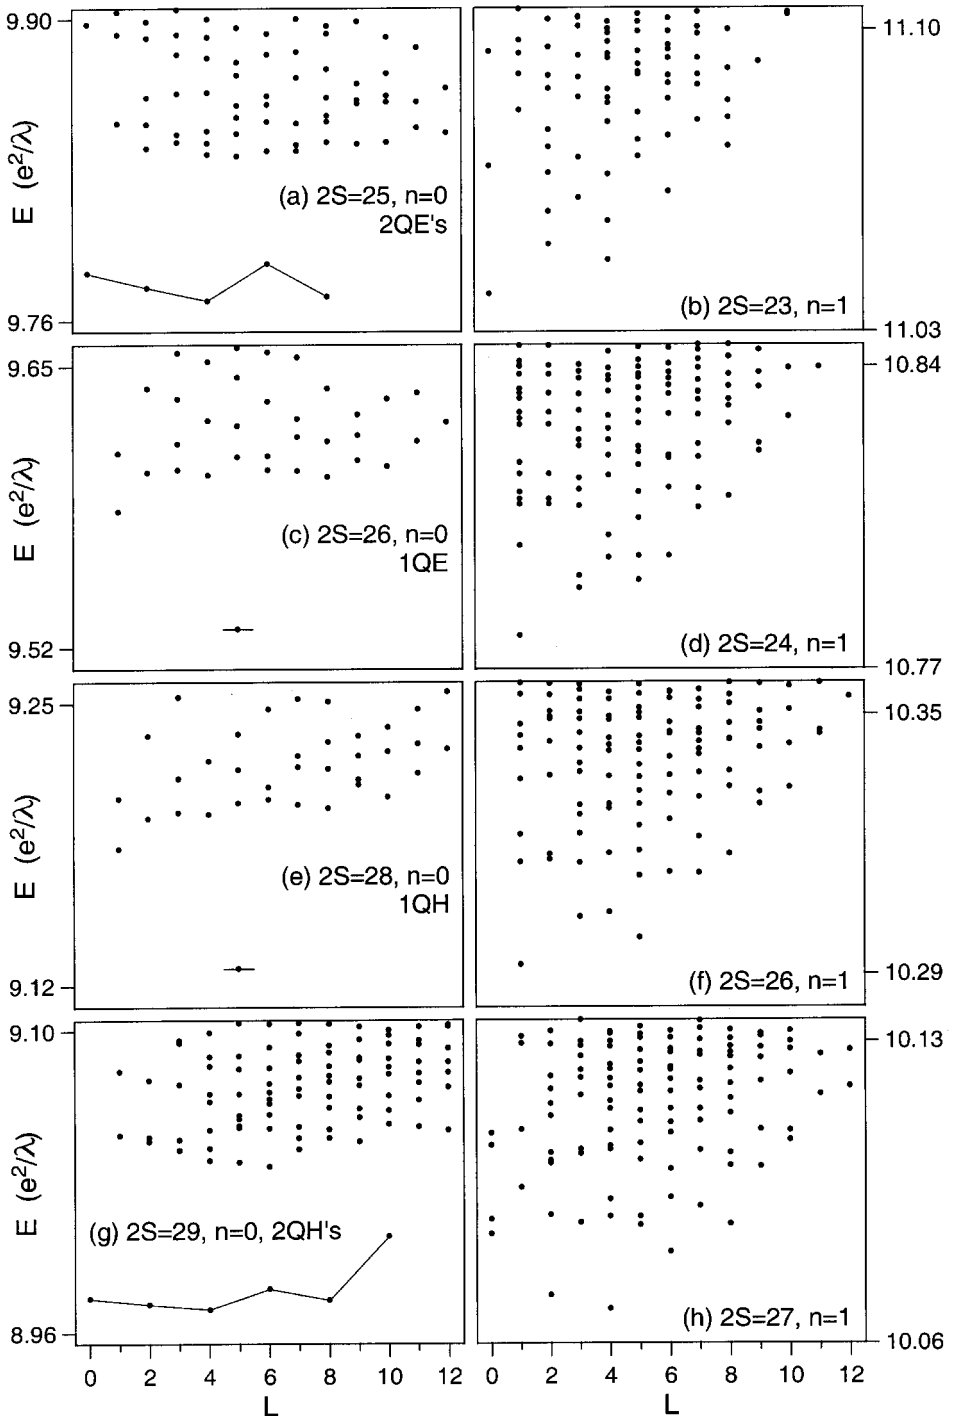 9.90
E (e²/λ)
(a) 2S=25, n=0
2QE's
9.76
11.10
(b) 2S=23, n=1
11.03
9.65
E (e²/λ)
(c) 2S=26, n=0
1QE
9.52
10.84
(d) 2S=24, n=1
10.77
9.25
E (e²/λ)
(e) 2S=28, n=0
1QH
9.12
10.35
(f) 2S=26, n=1
10.29
9.10
E (e²/λ)
(g) 2S=29, n=0, 2QH's
8.96
10.13
(h) 2S=27, n=1
10.06
0 2 4 6 8 10 12
L
0 2 4 6 8 10 12
L